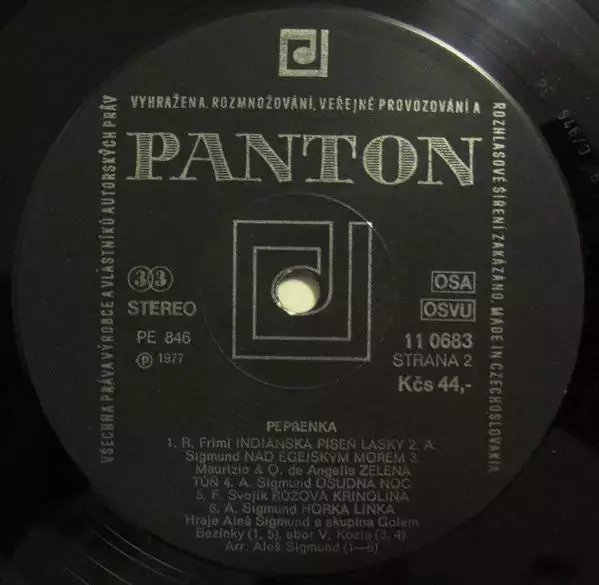 VYHRAŽENA. ROZMNOŽOVÁNÍ, VEŘEJNÉ PROVOZOVÁNÍ A
ROZHLASOVÉ ŠÍŘENÍ ZAKÁZÁNO. MADE IN CZECHOSLOVAKIA
VŠECHNA PRÁVA VÝROBCE A VLASTNÍKŮ AUTORSKÝCH PRÁV
PANTON
33
STEREO
PE 846
Ⓟ 1977
OSA
OSVU
11 0683
STRANA 2
Kčs 44,-
PEPŘENKA
1. R. Friml INDIÁNSKÁ PÍSEŇ LÁSKY 2. A.
Sigmund NAD EGEJSKÝM MOŘEM 3.
Maurizio & G. de Angelis ZELENÁ
TŮŇ 4. A. Sigmund OSUDNÁ NOC
5. F. Svojík RŮŽOVÁ KRINOLÍNA
6. A. Sigmund HORKÁ LINKA
Hraje Aleš Sigmund a skupina Golem
Bezinky (1, 5), sbor V. Kozla (3, 4)
Arr. Aleš Sigmund (1—6)